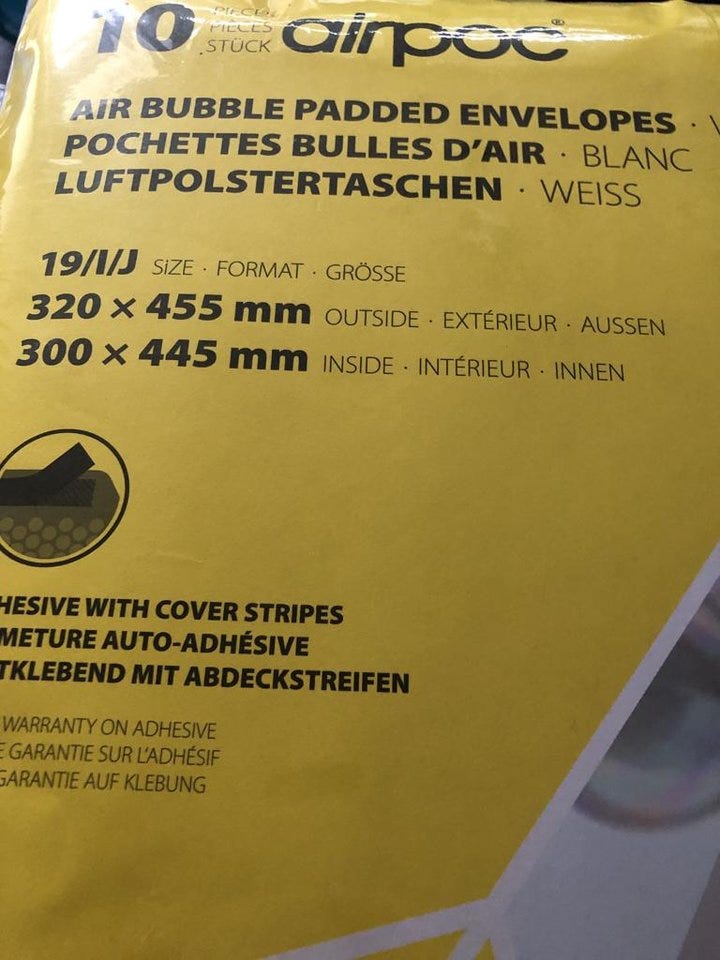 10 PIECES airpoc®
PIÈCES
STÜCK
AIR BUBBLE PADDED ENVELOPES ·
POCHETTES BULLES D'AIR · BLANC
LUFTPOLSTERTASCHEN · WEISS
19/I/J SiZE · FORMAT · GRÖSSE
320 × 455 mm OUTSIDE · EXTÉRIEUR · AUSSEN
300 × 445 mm INSIDE · INTÉRIEUR · INNEN
HESIVE WITH COVER STRIPES
METURE AUTO-ADHÉSIVE
TKLEBEND MIT ABDECKSTREIFEN
WARRANTY ON ADHESIVE
E GARANTIE SUR L'ADHÉSIF
GARANTIE AUF KLEBUNG